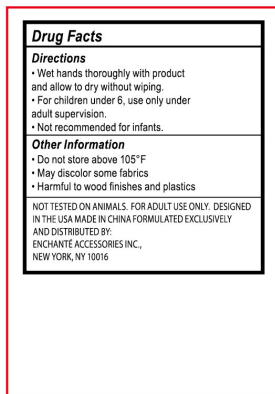 Drug Facts
Directions
• Wet hands thoroughly with product
and allow to dry without wiping.
• For children under 6, use only under
adult supervision.
• Not recommended for infants.
Other Information
• Do not store above 105°F
• May discolor some fabrics
• Harmful to wood finishes and plastics
NOT TESTED ON ANIMALS. FOR ADULT USE ONLY. DESIGNED
IN THE USA MADE IN CHINA FORMULATED EXCLUSIVELY
AND DISTRIBUTED BY:
ENCHANTÉ ACCESSORIES INC.,
NEW YORK, NY 10016